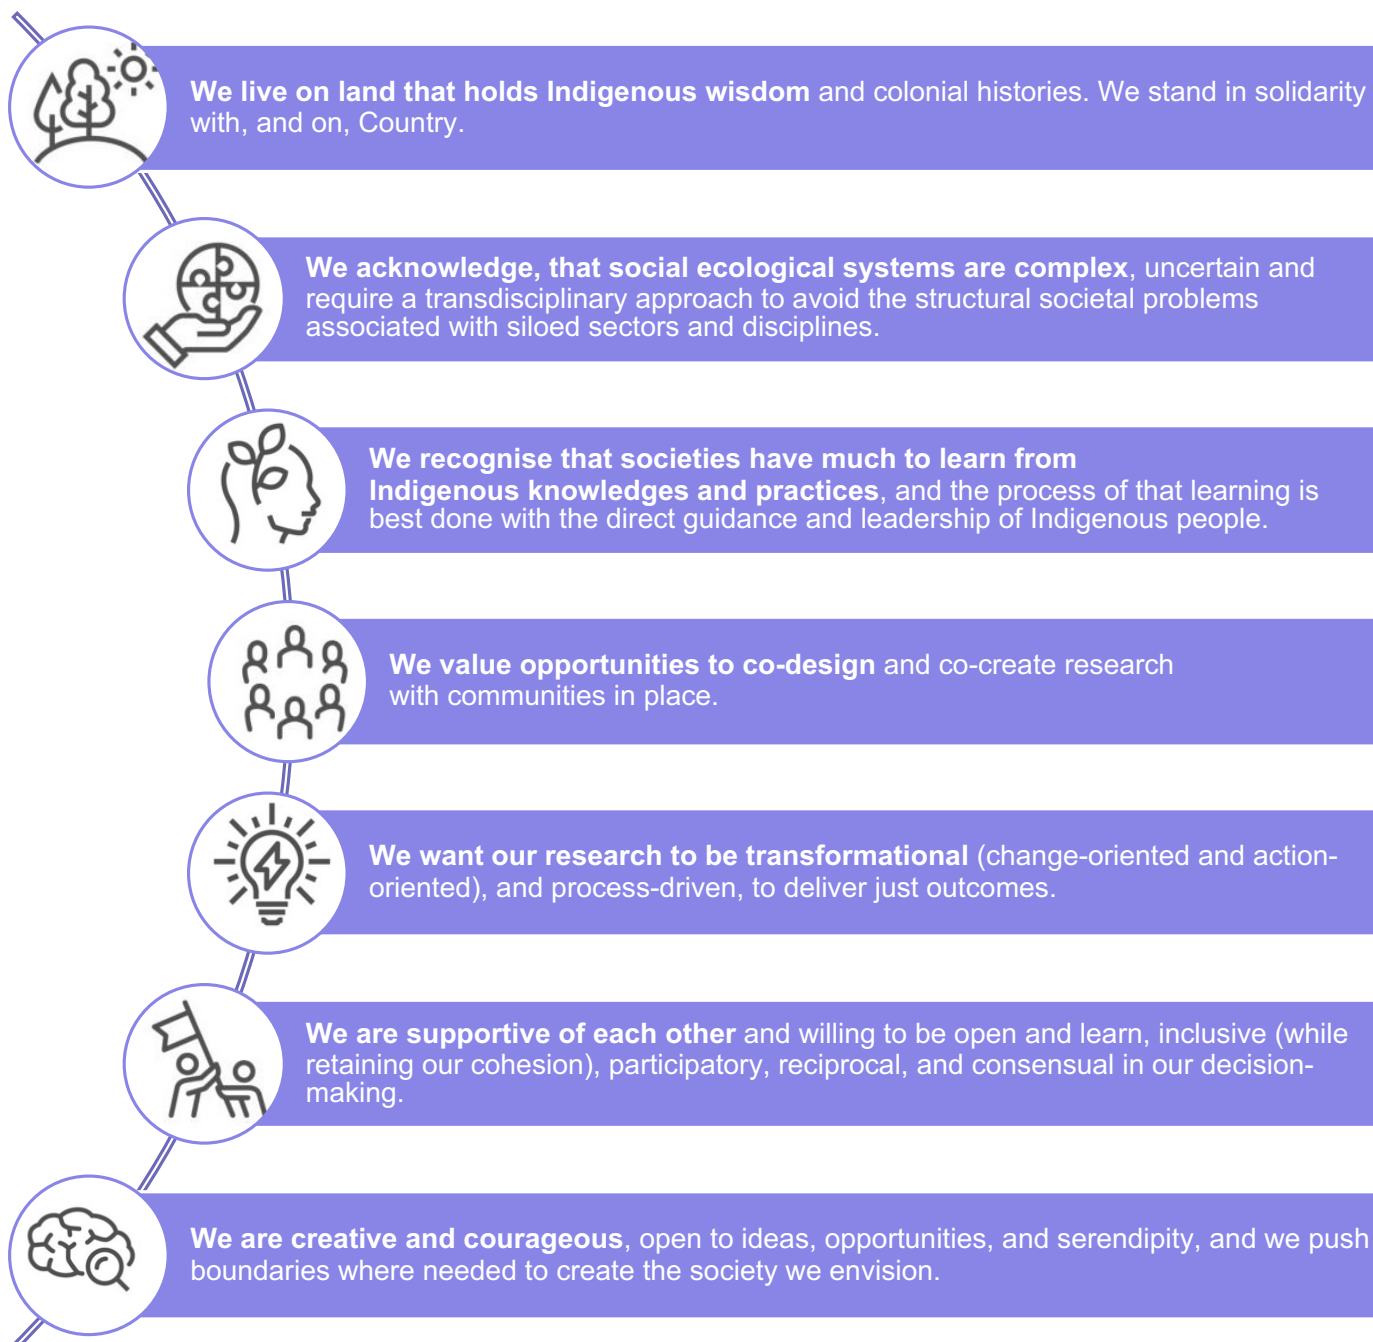 We live on land that holds Indigenous wisdom and colonial histories. We stand in solidarity
with, and on, Country.
We acknowledge, that social ecological systems are complex, uncertain and
require a transdisciplinary approach to avoid the structural societal problems
associated with siloed sectors and disciplines.
We recognise that societies have much to learn from
Indigenous knowledges and practices, and the process of that learning is
best done with the direct guidance and leadership of Indigenous people.
We value opportunities to co-design and co-create research
with communities in place.
We want our research to be transformational (change-oriented and action-
oriented), and process-driven, to deliver just outcomes.
We are supportive of each other and willing to be open and learn, inclusive (while
retaining our cohesion), participatory, reciprocal, and consensual in our decision-
making.
We are creative and courageous, open to ideas, opportunities, and serendipity, and we push
boundaries where needed to create the society we envision.